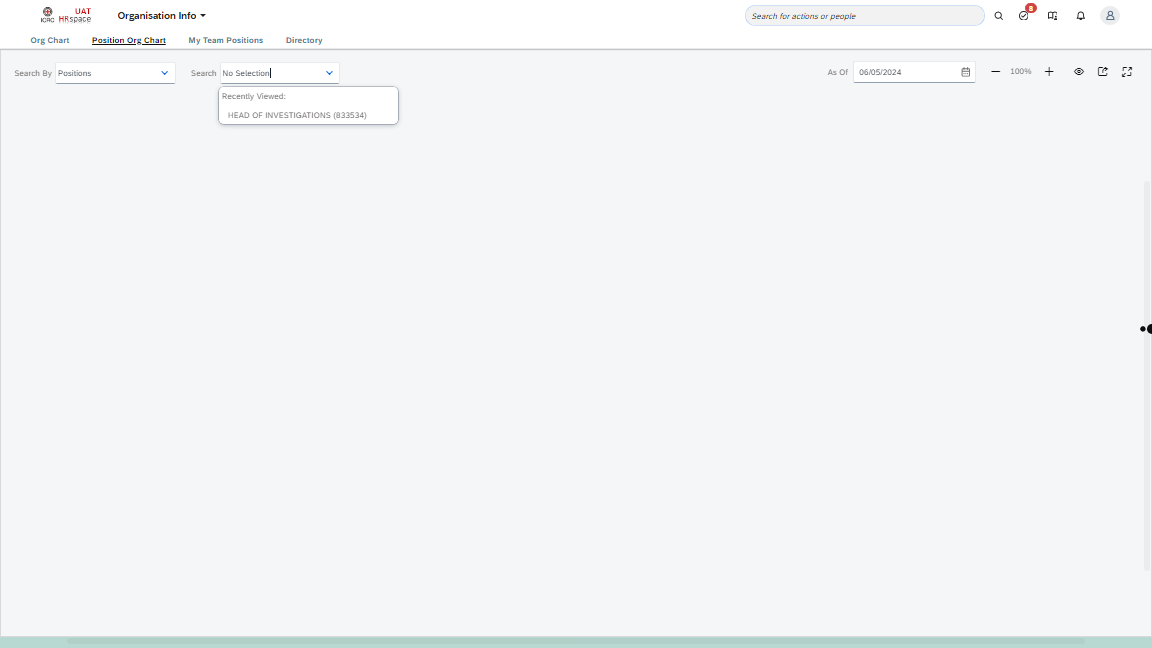 ICRC
UAT
HRspace
Organisation Info
Search for actions or people
8
Org Chart
Position Org Chart
My Team Positions
Directory
Search By
Positions
Search
No Selection
As Of
06/05/2024
100%
Recently Viewed:
HEAD OF INVESTIGATIONS (833534)